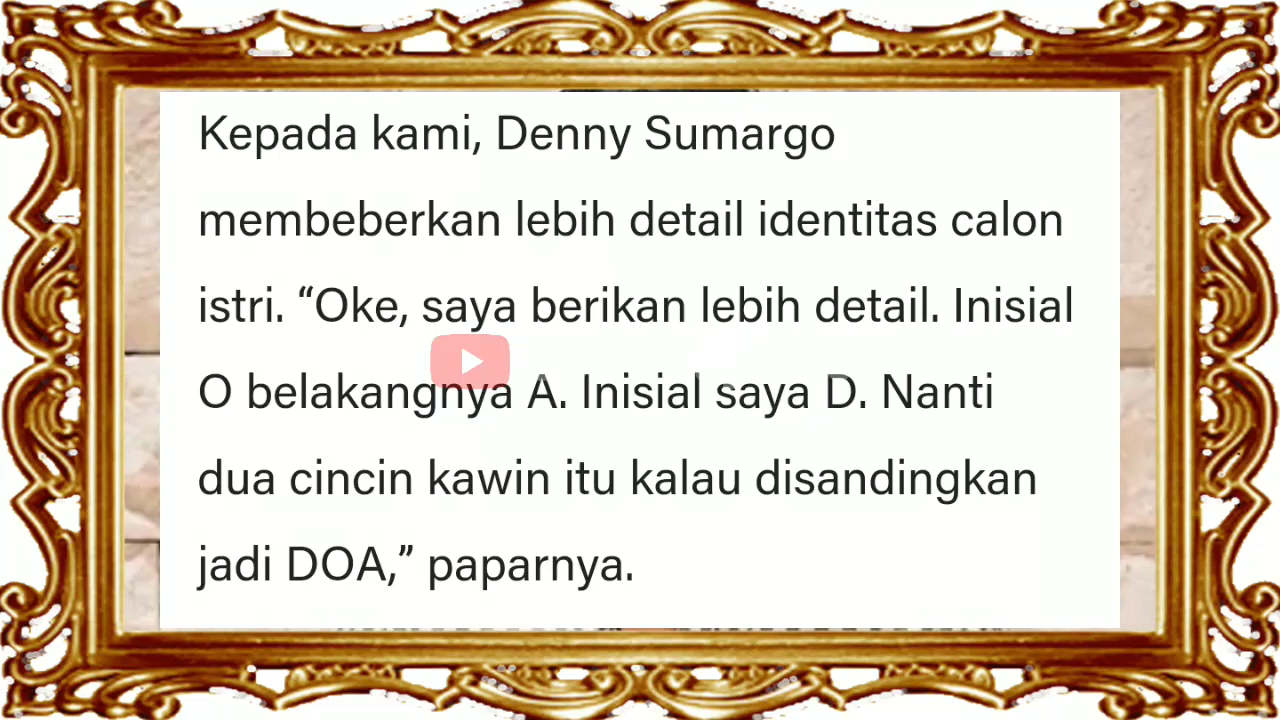 Kepada kami, Denny Sumargo
membeberkan lebih detail identitas calon
istri. “Oke, saya berikan lebih detail. Inisial
O belakangnya A. Inisial saya D. Nanti
dua cincin kawin itu kalau disandingkan
jadi DOA,” paparnya.